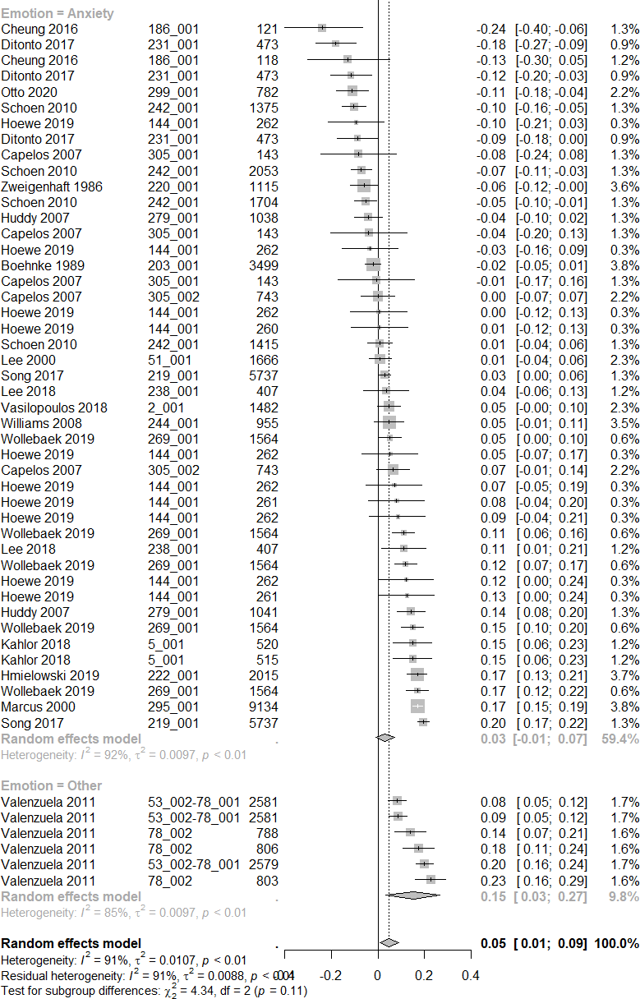 Emotion = Anxiety
Cheung 2016 186_001 121 -0.24 [-0.40; -0.06] 1.3%
Ditonto 2017 231_001 473 -0.18 [-0.27; -0.09] 0.9%
Cheung 2016 186_001 118 -0.13 [-0.30; 0.05] 1.2%
Ditonto 2017 231_001 473 -0.12 [-0.20; -0.03] 0.9%
Otto 2020 299_001 782 -0.11 [-0.18; -0.04] 2.2%
Schoen 2010 242_001 1375 -0.10 [-0.16; -0.05] 1.3%
Hoewe 2019 144_001 262 -0.10 [-0.21; 0.03] 0.3%
Ditonto 2017 231_001 473 -0.09 [-0.18; 0.00] 0.9%
Capelos 2007 305_001 143 -0.08 [-0.24; 0.08] 1.3%
Schoen 2010 242_001 2053 -0.07 [-0.11; -0.03] 1.3%
Zweigenhaft 1986 220_001 1115 -0.06 [-0.12; -0.00] 3.6%
Schoen 2010 242_001 1704 -0.05 [-0.10; -0.01] 1.3%
Huddy 2007 279_001 1038 -0.04 [-0.10; 0.02] 1.3%
Capelos 2007 305_001 143 -0.04 [-0.20; 0.13] 1.3%
Hoewe 2019 144_001 262 -0.03 [-0.16; 0.09] 0.3%
Boehnke 1989 203_001 3499 -0.02 [-0.05; 0.01] 3.8%
Capelos 2007 305_001 143 -0.01 [-0.17; 0.16] 1.3%
Capelos 2007 305_002 743 0.00 [-0.07; 0.07] 2.2%
Hoewe 2019 144_001 262 0.00 [-0.12; 0.13] 0.3%
Hoewe 2019 144_001 260 0.01 [-0.12; 0.13] 0.3%
Schoen 2010 242_001 1415 0.01 [-0.04; 0.06] 1.3%
Lee 2000 51_001 1666 0.01 [-0.04; 0.06] 2.3%
Song 2017 219_001 5737 0.03 [ 0.00; 0.06] 1.3%
Lee 2018 238_001 407 0.04 [-0.06; 0.13] 1.2%
Vasilopoulos 2018 2_001 1482 0.05 [-0.00; 0.10] 2.3%
Williams 2008 244_001 955 0.05 [-0.01; 0.11] 3.5%
Wollebaek 2019 269_001 1564 0.05 [ 0.00; 0.10] 0.6%
Hoewe 2019 144_001 262 0.05 [-0.07; 0.17] 0.3%
Capelos 2007 305_002 743 0.07 [-0.01; 0.14] 2.2%
Hoewe 2019 144_001 262 0.07 [-0.05; 0.19] 0.3%
Hoewe 2019 144_001 261 0.08 [-0.04; 0.20] 0.3%
Hoewe 2019 144_001 262 0.09 [-0.04; 0.21] 0.3%
Wollebaek 2019 269_001 1564 0.11 [ 0.06; 0.16] 0.6%
Lee 2018 238_001 407 0.11 [ 0.01; 0.21] 1.2%
Wollebaek 2019 269_001 1564 0.12 [ 0.07; 0.17] 0.6%
Hoewe 2019 144_001 262 0.12 [ 0.00; 0.24] 0.3%
Hoewe 2019 144_001 261 0.13 [ 0.00; 0.24] 0.3%
Huddy 2007 279_001 1041 0.14 [ 0.08; 0.20] 1.3%
Wollebaek 2019 269_001 1564 0.15 [ 0.10; 0.20] 0.6%
Kahlor 2018 5_001 520 0.15 [ 0.06; 0.23] 1.2%
Kahlor 2018 5_001 515 0.15 [ 0.06; 0.23] 1.2%
Hmielowski 2019 222_001 2015 0.17 [ 0.13; 0.21] 3.7%
Wollebaek 2019 269_001 1564 0.17 [ 0.12; 0.22] 0.6%
Marcus 2000 295_001 9134 0.17 [ 0.15; 0.19] 3.8%
Song 2017 219_001 5737 0.20 [ 0.17; 0.22] 1.3%
Random effects model . 0.03 [-0.01; 0.07] 59.4%
Heterogeneity: I² = 92%, τ² = 0.0097, p < 0.01
Emotion = Other
Valenzuela 2011 53_002-78_001 2581 0.08 [ 0.05; 0.12] 1.7%
Valenzuela 2011 53_002-78_001 2581 0.09 [ 0.05; 0.12] 1.7%
Valenzuela 2011 78_002 788 0.14 [ 0.07; 0.21] 1.6%
Valenzuela 2011 78_002 806 0.18 [ 0.11; 0.24] 1.6%
Valenzuela 2011 53_002-78_001 2579 0.20 [ 0.16; 0.24] 1.7%
Valenzuela 2011 78_002 803 0.23 [ 0.16; 0.29] 1.6%
Random effects model . 0.15 [ 0.03; 0.27] 9.8%
Heterogeneity: I² = 85%, τ² = 0.0097, p < 0.01
Random effects model . 0.05 [ 0.01; 0.09] 100.0%
Heterogeneity: I² = 91%, τ² = 0.0107, p < 0.01
Residual heterogeneity: I² = 91%, τ² = 0.0088, p < 0.01 -0.4 -0.2 0 0.2 0.4
Test for subgroup differences: χ²₂ = 4.34, df = 2 (p = 0.11)